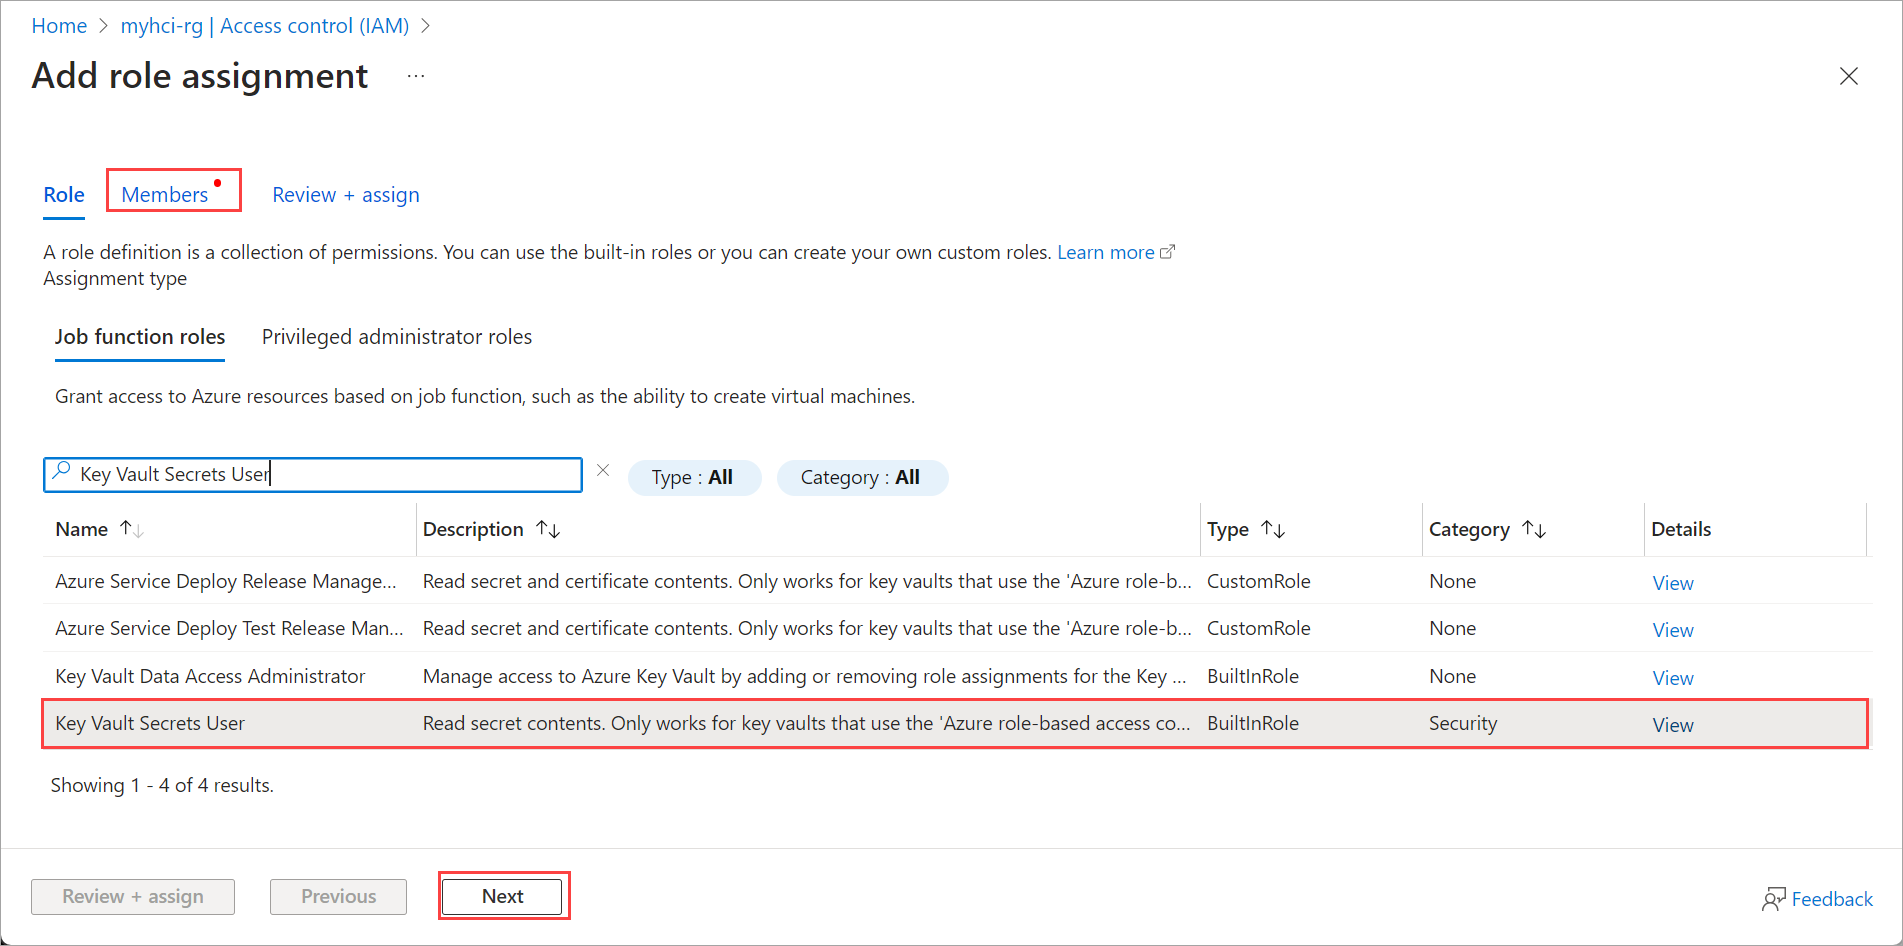 Home > myhci-rg | Access control (IAM) >
Add role assignment ...
Role Members Review + assign
A role definition is a collection of permissions. You can use the built-in roles or you can create your own custom roles. Learn more
Assignment type
Job function roles Privileged administrator roles
Grant access to Azure resources based on job function, such as the ability to create virtual machines.
Key Vault Secrets User Type : All Category : All
Name Description Type Category Details
Azure Service Deploy Release Manage... Read secret and certificate contents. Only works for key vaults that use the 'Azure role-b... CustomRole None View
Azure Service Deploy Test Release Man... Read secret and certificate contents. Only works for key vaults that use the 'Azure role-b... CustomRole None View
Key Vault Data Access Administrator Manage access to Azure Key Vault by adding or removing role assignments for the Key ... BuiltInRole None View
Key Vault Secrets User Read secret contents. Only works for key vaults that use the 'Azure role-based access co... BuiltInRole Security View
Showing 1 - 4 of 4 results.
Review + assign Previous Next Feedback